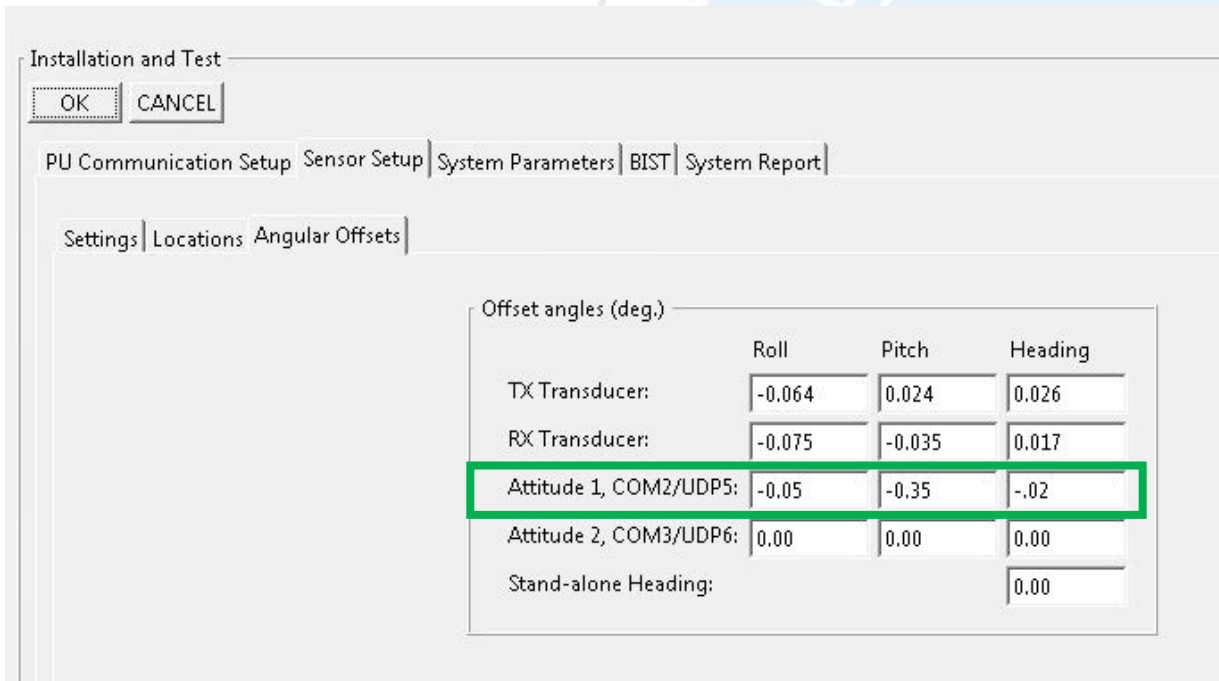 Installation and Test
OK CANCEL
PU Communication Setup Sensor Setup System Parameters BIST System Report
Settings Locations Angular Offsets
Offset angles (deg.)
Roll Pitch Heading
TX Transducer: -0.064 0.024 0.026
RX Transducer: -0.075 -0.035 0.017
Attitude 1, COM2/UDP5: -0.05 -0.35 -.02
Attitude 2, COM3/UDP6: 0.00 0.00 0.00
Stand-alone Heading: 0.00